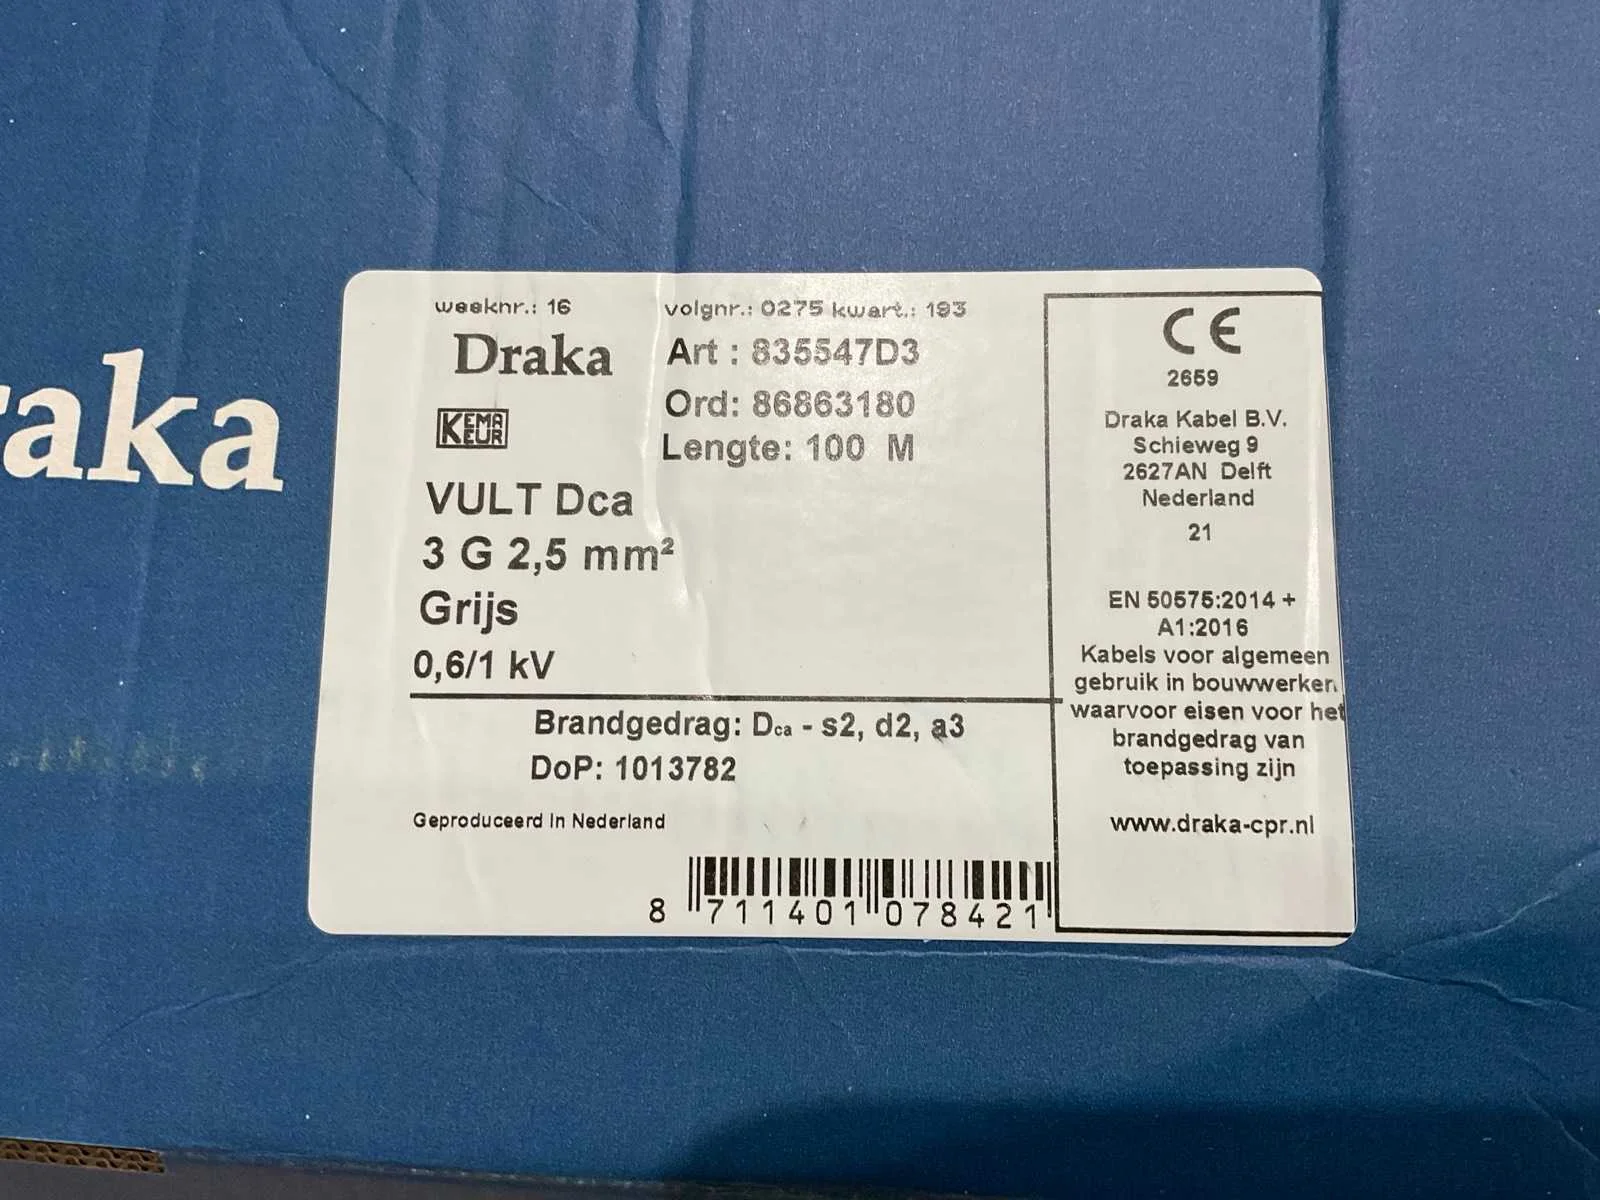 raka
weeknr.: 16
volgnr.: 0275 kwart.: 193
Draka
Art : 835547D3
Ord: 86863180
KEMA
KEUR
Lengte: 100 M
VULT Dca
3 G 2,5 mm²
Grijs
0,6/1 kV
Brandgedrag: Dca - s2, d2, a3
DoP: 1013782
Geproduceerd in Nederland
8 711401 078421
CE
2659
Draka Kabel B.V.
Schieweg 9
2627AN Delft
Nederland
21
EN 50575:2014 +
A1:2016
Kabels voor algemeen
gebruik in bouwwerken
waarvoor eisen voor het
brandgedrag van
toepassing zijn
www.draka-cpr.nl